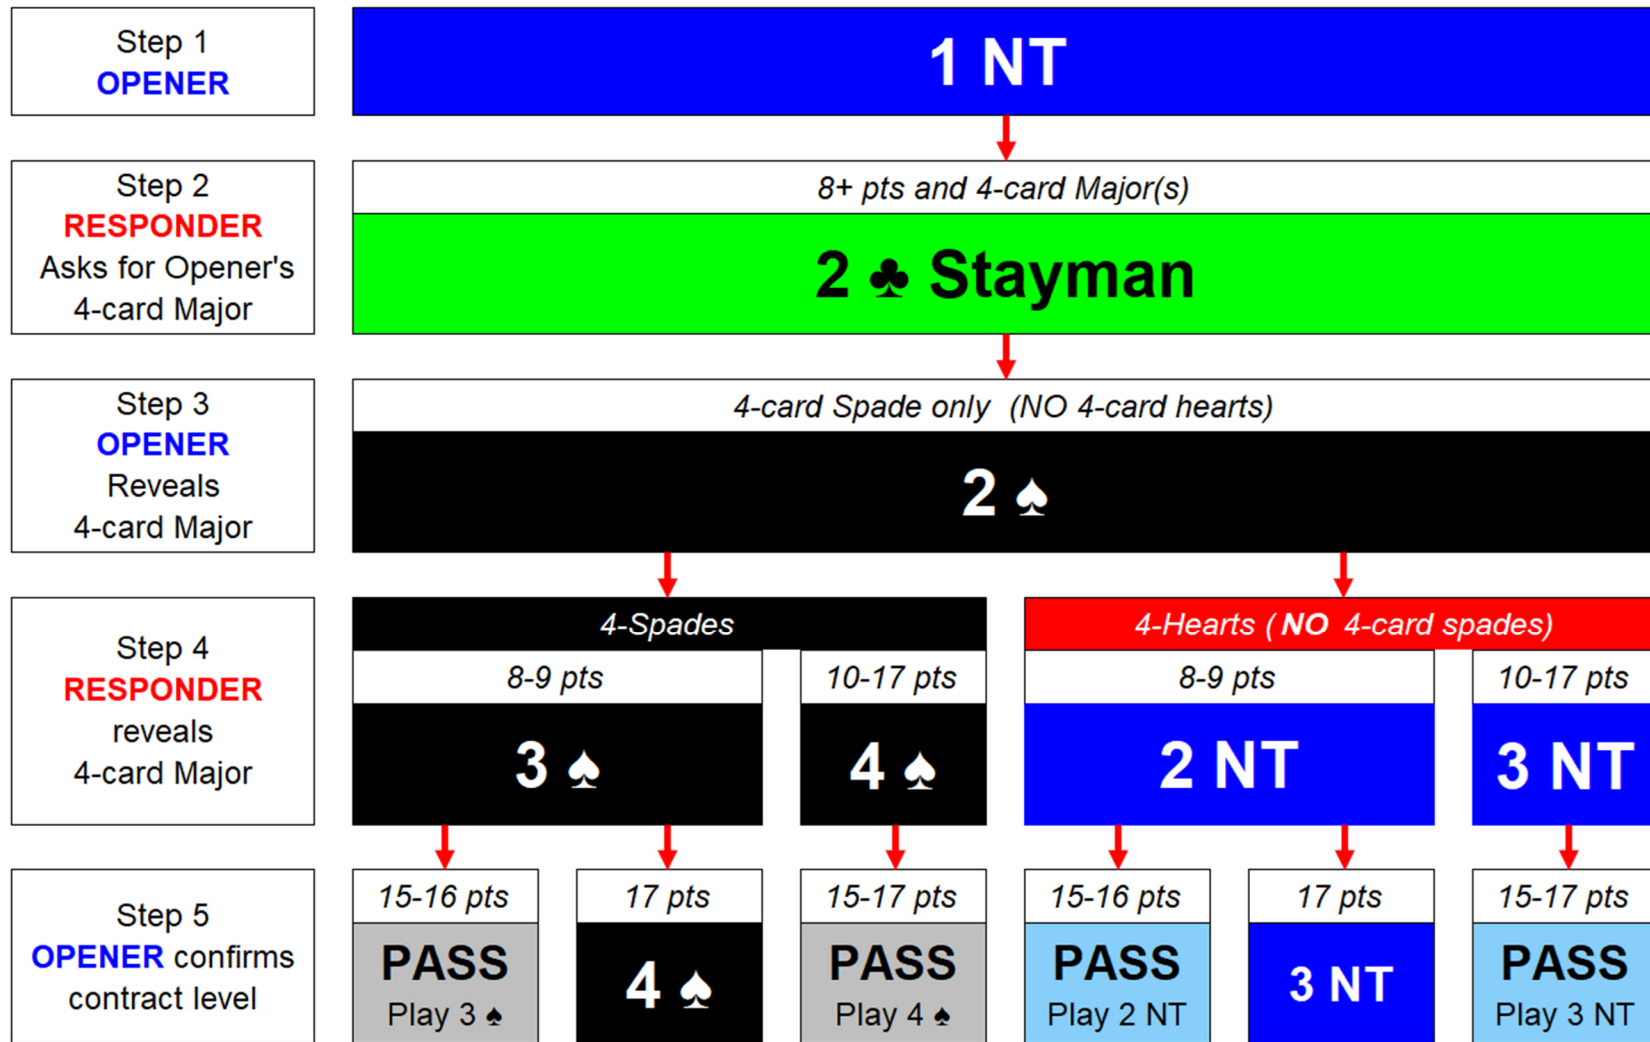 Step 1
OPENER
1 NT
Step 2
RESPONDER
Asks for Opener's
4-card Major
8+ pts and 4-card Major(s)
2 ♣ Stayman
Step 3
OPENER
Reveals
4-card Major
4-card Spade only (NO 4-card hearts)
2 ♠
Step 4
RESPONDER
reveals
4-card Major
4-Spades
4-Hearts ( NO 4-card spades)
8-9 pts
10-17 pts
8-9 pts
10-17 pts
3 ♠
4 ♠
2 NT
3 NT
Step 5
OPENER confirms
contract level
15-16 pts
17 pts
15-17 pts
15-16 pts
17 pts
15-17 pts
PASS
Play 3 ♠
4 ♠
PASS
Play 4 ♠
PASS
Play 2 NT
3 NT
PASS
Play 3 NT